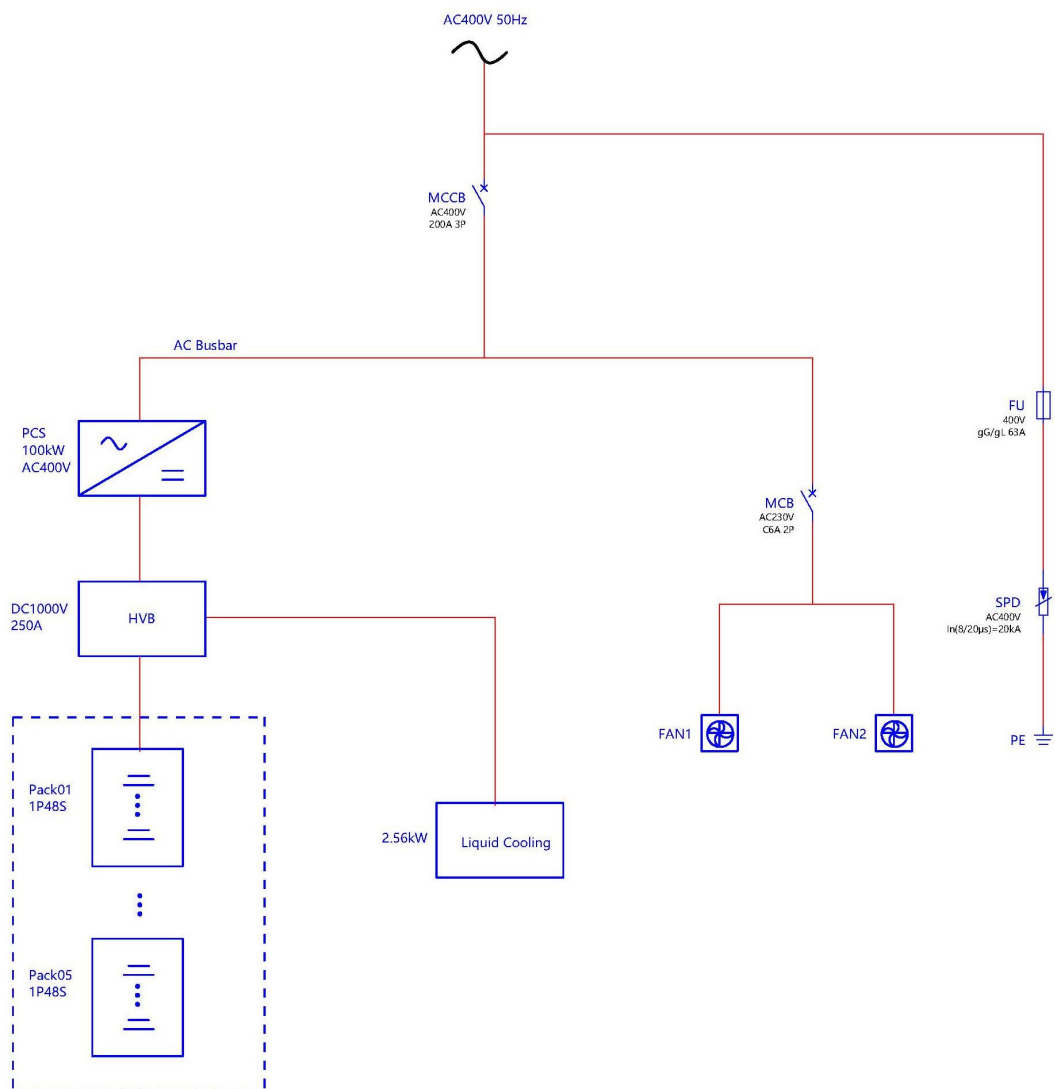 AC400V 50Hz
MCCB
AC400V
200A 3P
AC Busbar
PCS
100kW
AC400V
FU
400V
gG/gL 63A
MCB
AC230V
C6A 2P
DC1000V
250A
HVB
SPD
AC400V
In(8/20μs)=20kA
FAN1
FAN2
PE
Pack01
1P48S
2.56kW
Liquid Cooling
Pack05
1P48S